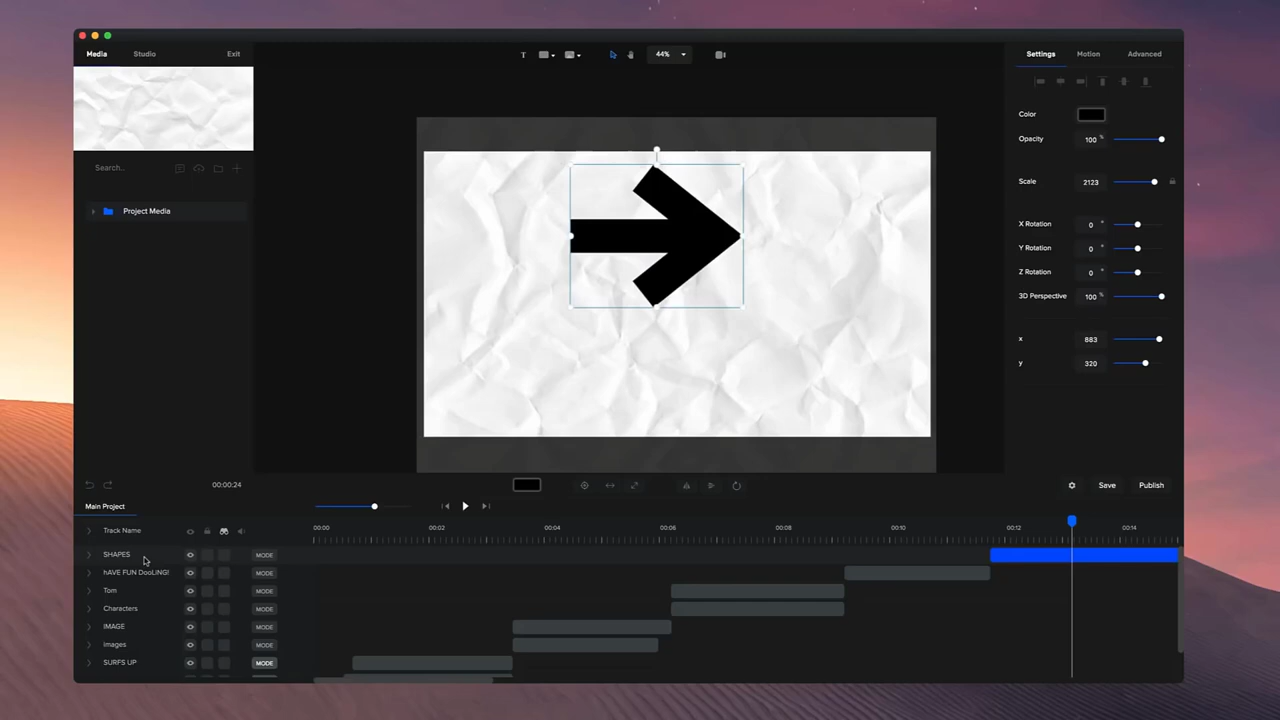 Media Studio Exit
T 44%
Settings Motion Advanced
Search..
Project Media
Color
Opacity 100 %
Scale 2123
X Rotation 0 °
Y Rotation 0 °
Z Rotation 0 °
3D Perspective 100 %
x 883
y 320
00:00:24
Save Publish
Main Project
Track Name
00:00 00:02 00:04 00:06 00:08 00:10 00:12 00:14
SHAPES MODE
hAVE FUN DooLING! MODE
Tom MODE
Characters MODE
IMAGE MODE
images MODE
SURFS UP MODE